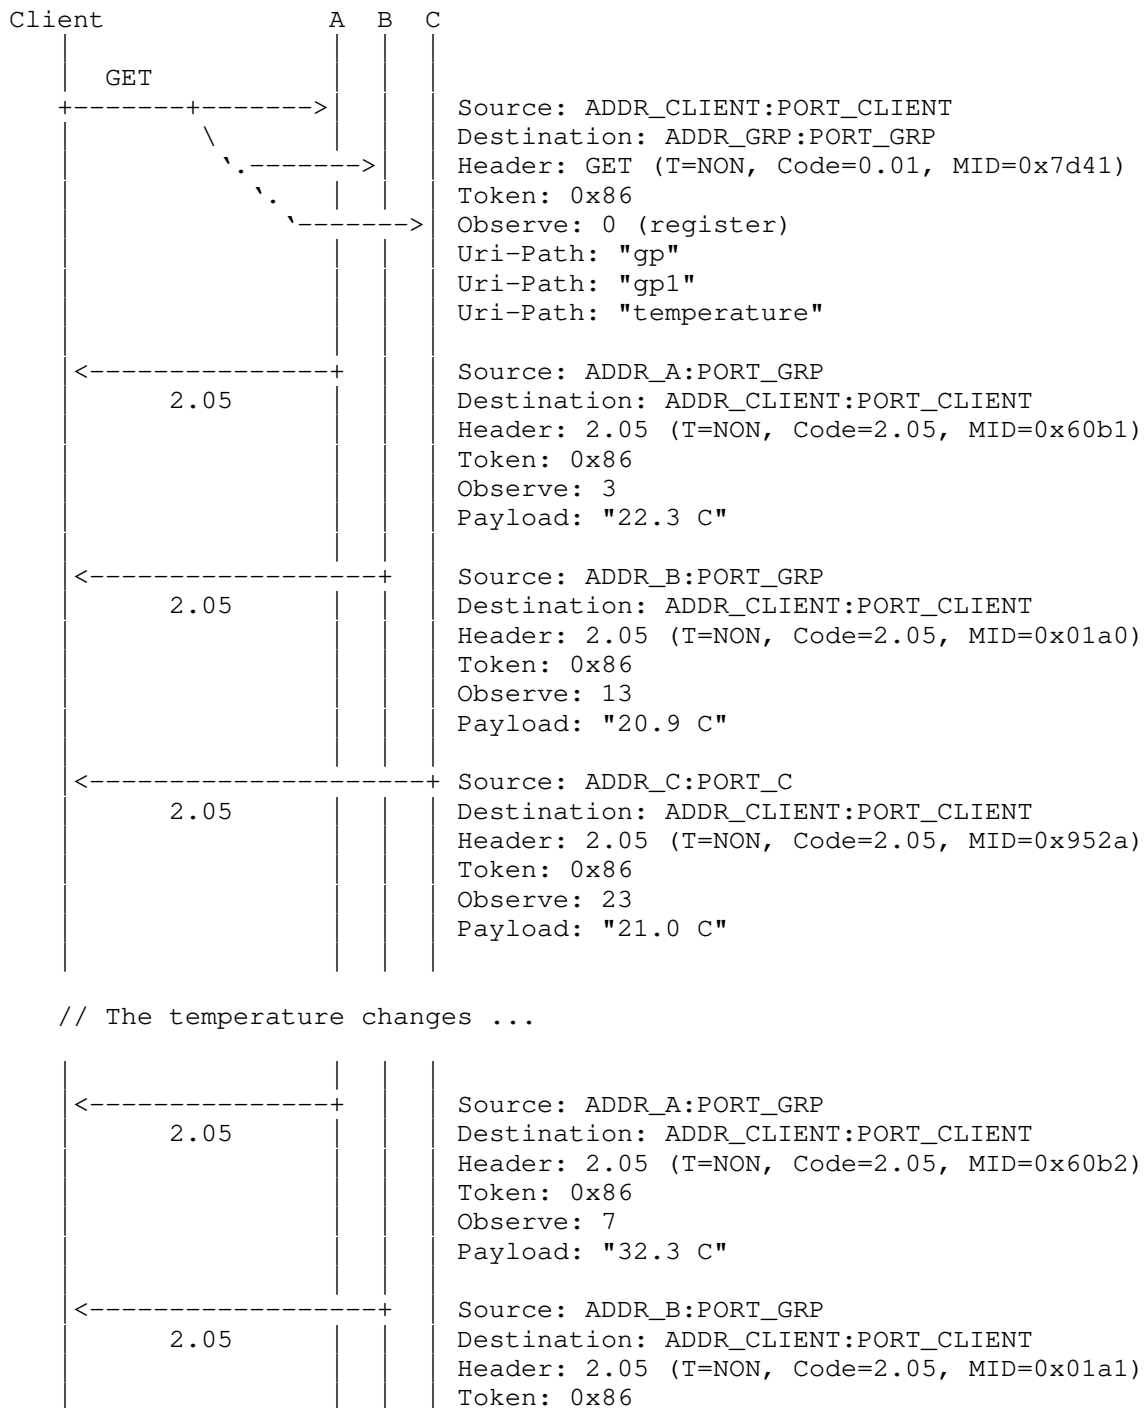 Client A B C
GET
Source: ADDR_CLIENT:PORT_CLIENT
Destination: ADDR_GRP:PORT_GRP
Header: GET (T=NON, Code=0.01, MID=0x7d41)
Token: 0x86
Observe: 0 (register)
Uri-Path: "gp"
Uri-Path: "gp1"
Uri-Path: "temperature"
Source: ADDR_A:PORT_GRP
2.05 Destination: ADDR_CLIENT:PORT_CLIENT
Header: 2.05 (T=NON, Code=2.05, MID=0x60b1)
Token: 0x86
Observe: 3
Payload: "22.3 C"
Source: ADDR_B:PORT_GRP
2.05 Destination: ADDR_CLIENT:PORT_CLIENT
Header: 2.05 (T=NON, Code=2.05, MID=0x01a0)
Token: 0x86
Observe: 13
Payload: "20.9 C"
Source: ADDR_C:PORT_C
2.05 Destination: ADDR_CLIENT:PORT_CLIENT
Header: 2.05 (T=NON, Code=2.05, MID=0x952a)
Token: 0x86
Observe: 23
Payload: "21.0 C"
// The temperature changes ...
Source: ADDR_A:PORT_GRP
2.05 Destination: ADDR_CLIENT:PORT_CLIENT
Header: 2.05 (T=NON, Code=2.05, MID=0x60b2)
Token: 0x86
Observe: 7
Payload: "32.3 C"
Source: ADDR_B:PORT_GRP
2.05 Destination: ADDR_CLIENT:PORT_CLIENT
Header: 2.05 (T=NON, Code=2.05, MID=0x01a1)
Token: 0x86